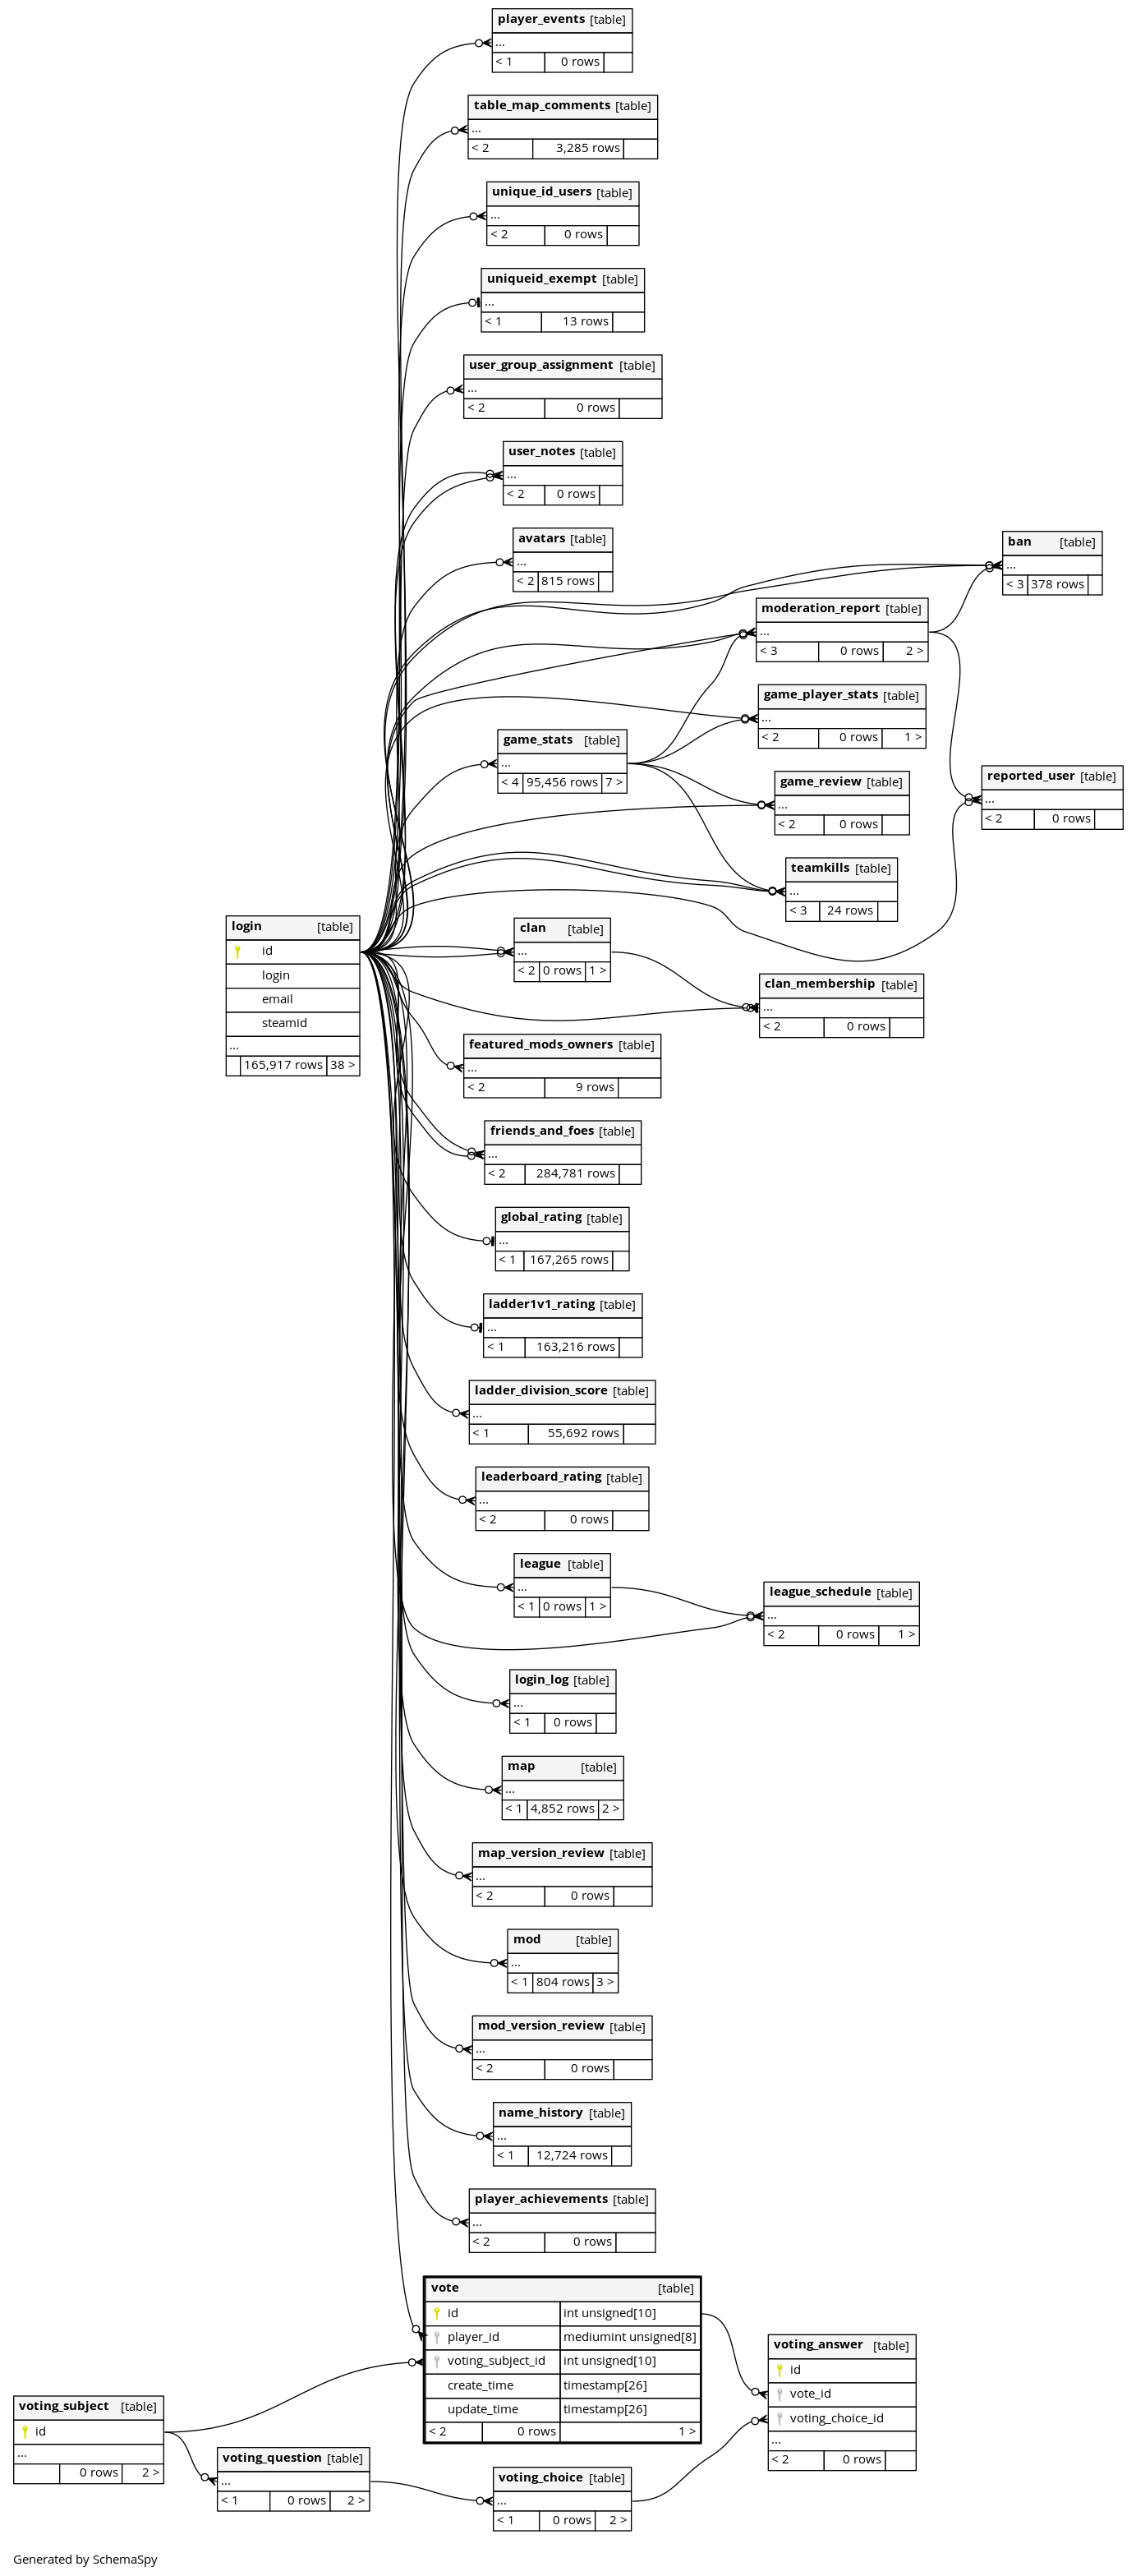 player_events [table]
...
< 1 0 rows
table_map_comments [table]
...
< 2 3,285 rows
unique_id_users [table]
...
< 2 0 rows
uniqueid_exempt [table]
...
< 1 13 rows
user_group_assignment [table]
...
< 2 0 rows
user_notes [table]
...
< 2 0 rows
avatars [table]
...
< 2 815 rows
ban [table]
...
< 3 378 rows
moderation_report [table]
...
< 3 0 rows 2 >
game_player_stats [table]
...
< 2 0 rows 1 >
game_stats [table]
...
< 4 95,456 rows 7 >
game_review [table]
...
< 2 0 rows
reported_user [table]
...
< 2 0 rows
teamkills [table]
...
< 3 24 rows
login [table]
id
login
email
steamid
...
165,917 rows 38 >
clan [table]
...
< 2 0 rows 1 >
clan_membership [table]
...
< 2 0 rows
featured_mods_owners [table]
...
< 2 9 rows
friends_and_foes [table]
...
< 2 284,781 rows
global_rating [table]
...
< 1 167,265 rows
ladder1v1_rating [table]
...
< 1 163,216 rows
ladder_division_score [table]
...
< 1 55,692 rows
leaderboard_rating [table]
...
< 2 0 rows
league [table]
...
< 1 0 rows 1 >
league_schedule [table]
...
< 2 0 rows 1 >
login_log [table]
...
< 1 0 rows
map [table]
...
< 1 4,852 rows 2 >
map_version_review [table]
...
< 2 0 rows
mod [table]
...
< 1 804 rows 3 >
mod_version_review [table]
...
< 2 0 rows
name_history [table]
...
< 1 12,724 rows
player_achievements [table]
...
< 2 0 rows
vote [table]
id int unsigned[10]
player_id mediumint unsigned[8]
voting_subject_id int unsigned[10]
create_time timestamp[26]
update_time timestamp[26]
< 2 0 rows 1 >
voting_answer [table]
id
vote_id
voting_choice_id
...
< 2 0 rows
voting_subject [table]
id
...
0 rows 2 >
voting_question [table]
...
< 1 0 rows 2 >
voting_choice [table]
...
< 1 0 rows 2 >
Generated by SchemaSpy